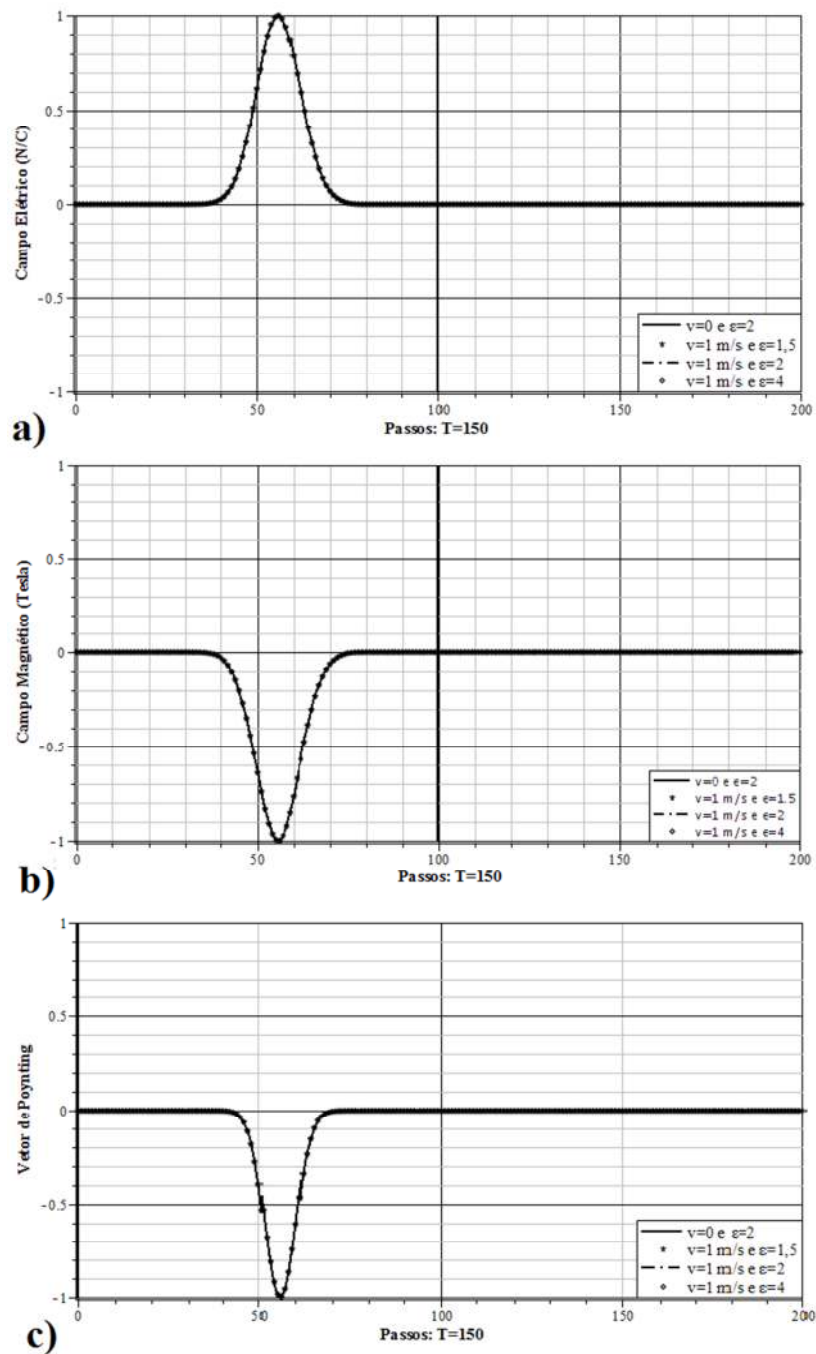 1
0.5
0
-0.5
-1
Campo Elétrico (N/C)
v=0 e ε=2
v=1 m/s e ε=1,5
v=1 m/s e ε=2
v=1 m/s e ε=4
0 50 100 150 200
Passos: T=150
a)
1
0.5
0
-0.5
-1
Campo Magnético (Tesla)
v=0 e ϵ=2
v=1 m/s e ϵ=1.5
v=1 m/s e ϵ=2
v=1 m/s e ϵ=4
0 50 100 150 200
Passos: T=150
b)
1
0.5
0
-0.5
-1
Vetor de Poynting
v=0 e ε=2
v=1 m/s e ε=1,5
v=1 m/s e ε=2
v=1 m/s e ε=4
0 50 100 150 200
Passos: T=150
c)